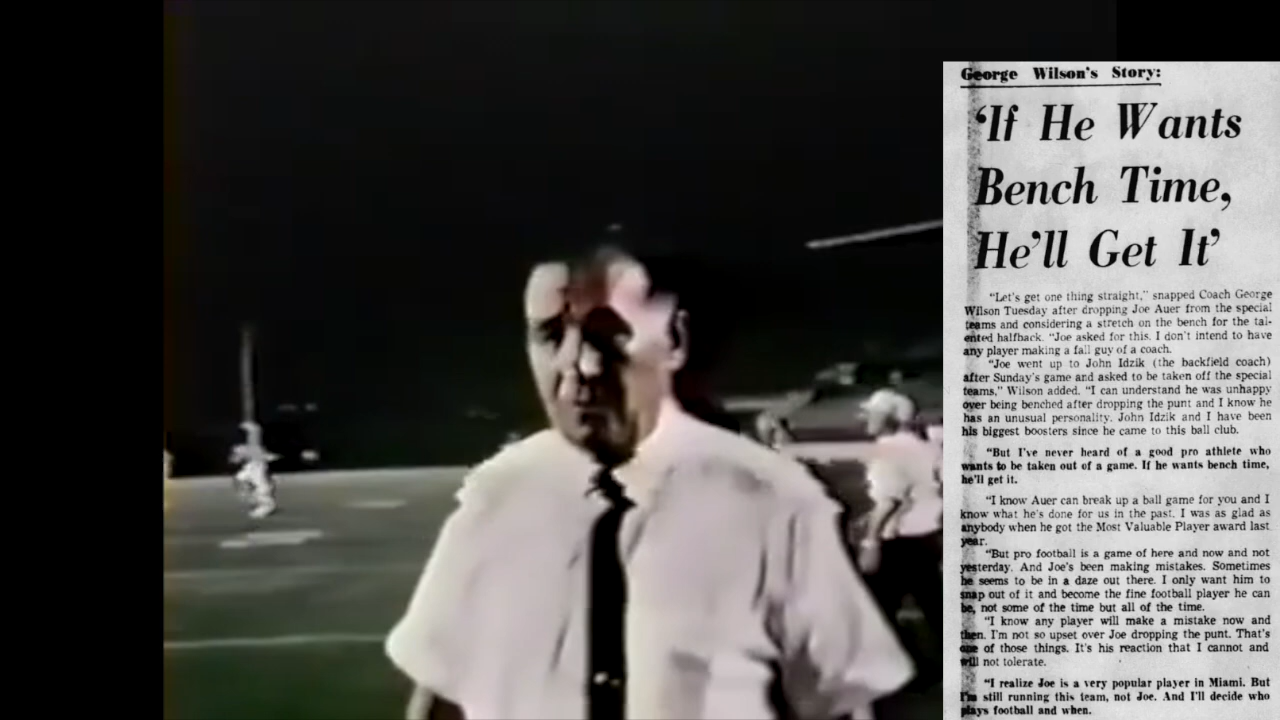 George Wilson's Story:
'If He Wants
Bench Time,
He'll Get It'
"Let's get one thing straight," snapped Coach George
Wilson Tuesday after dropping Joe Auer from the special
teams and considering a stretch on the bench for the tal-
ented halfback. "Joe asked for this. I don't intend to have
any player making a fall guy of a coach.
"Joe went up to John Idzik (the backfield coach)
after Sunday's game and asked to be taken off the special
teams," Wilson added. "I can understand he was unhappy
over being benched after dropping the punt and I know he
has an unusual personality. John Idzik and I have been
his biggest boosters since he came to this ball club.
"But I've never heard of a good pro athlete who
wants to be taken out of a game. If he wants bench time,
he'll get it.
"I know Auer can break up a ball game for you and I
know what he's done for us in the past. I was as glad as
anybody when he got the Most Valuable Player award last
year.
"But pro football is a game of here and now and not
yesterday. And Joe's been making mistakes. Sometimes
he seems to be in a daze out there. I only want him to
snap out of it and become the fine football player he can
be, not some of the time but all of the time.
"I know any player will make a mistake now and
then. I'm not so upset over Joe dropping the punt. That's
one of those things. It's his reaction that I cannot and
will not tolerate.
"I realize Joe is a very popular player in Miami. But
I'm still running this team, not Joe. And I'll decide who
plays football and when.